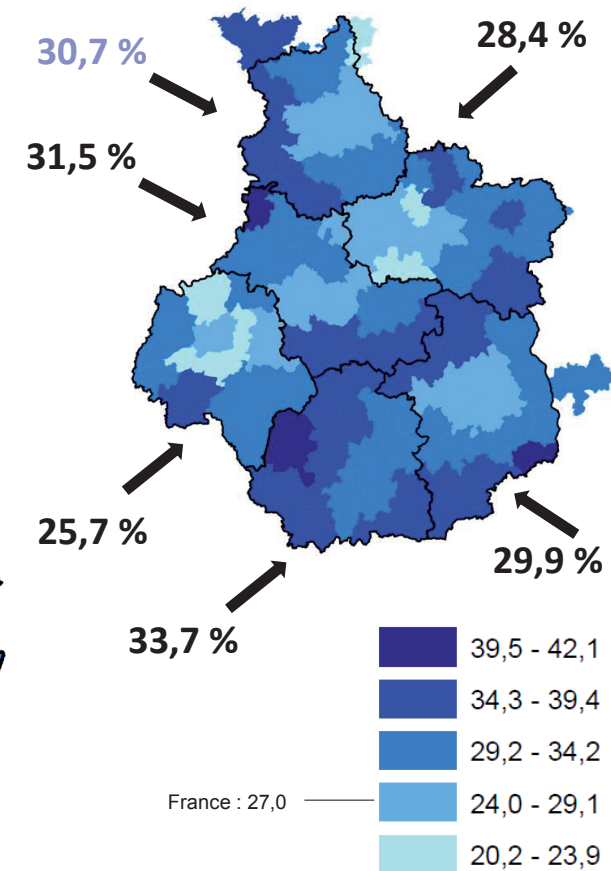 28,4 %
30,7 %
31,5 %
25,7 %
29,9 %
33,7 %
39,5 - 42,1
34,3 - 39,4
29,2 - 34,2
France : 27,0
24,0 - 29,1
20,2 - 23,9